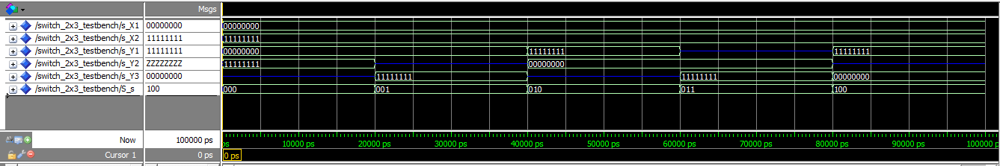 Msgs
/switch_2x3_testbench/s_X1 00000000 00000000
/switch_2x3_testbench/s_X2 11111111 11111111
/switch_2x3_testbench/s_Y1 11111111 00000000 11111111 11111111
/switch_2x3_testbench/s_Y2 ZZZZZZZZ 11111111 00000000
/switch_2x3_testbench/s_Y3 00000000 11111111 11111111 00000000
/switch_2x3_testbench/S_s 100 000 001 010 011 100
Now 100000 ps ps 10000 ps 20000 ps 30000 ps 40000 ps 50000 ps 60000 ps 70000 ps 80000 ps 90000 ps 100000 p
Cursor 1 0 ps 0 ps